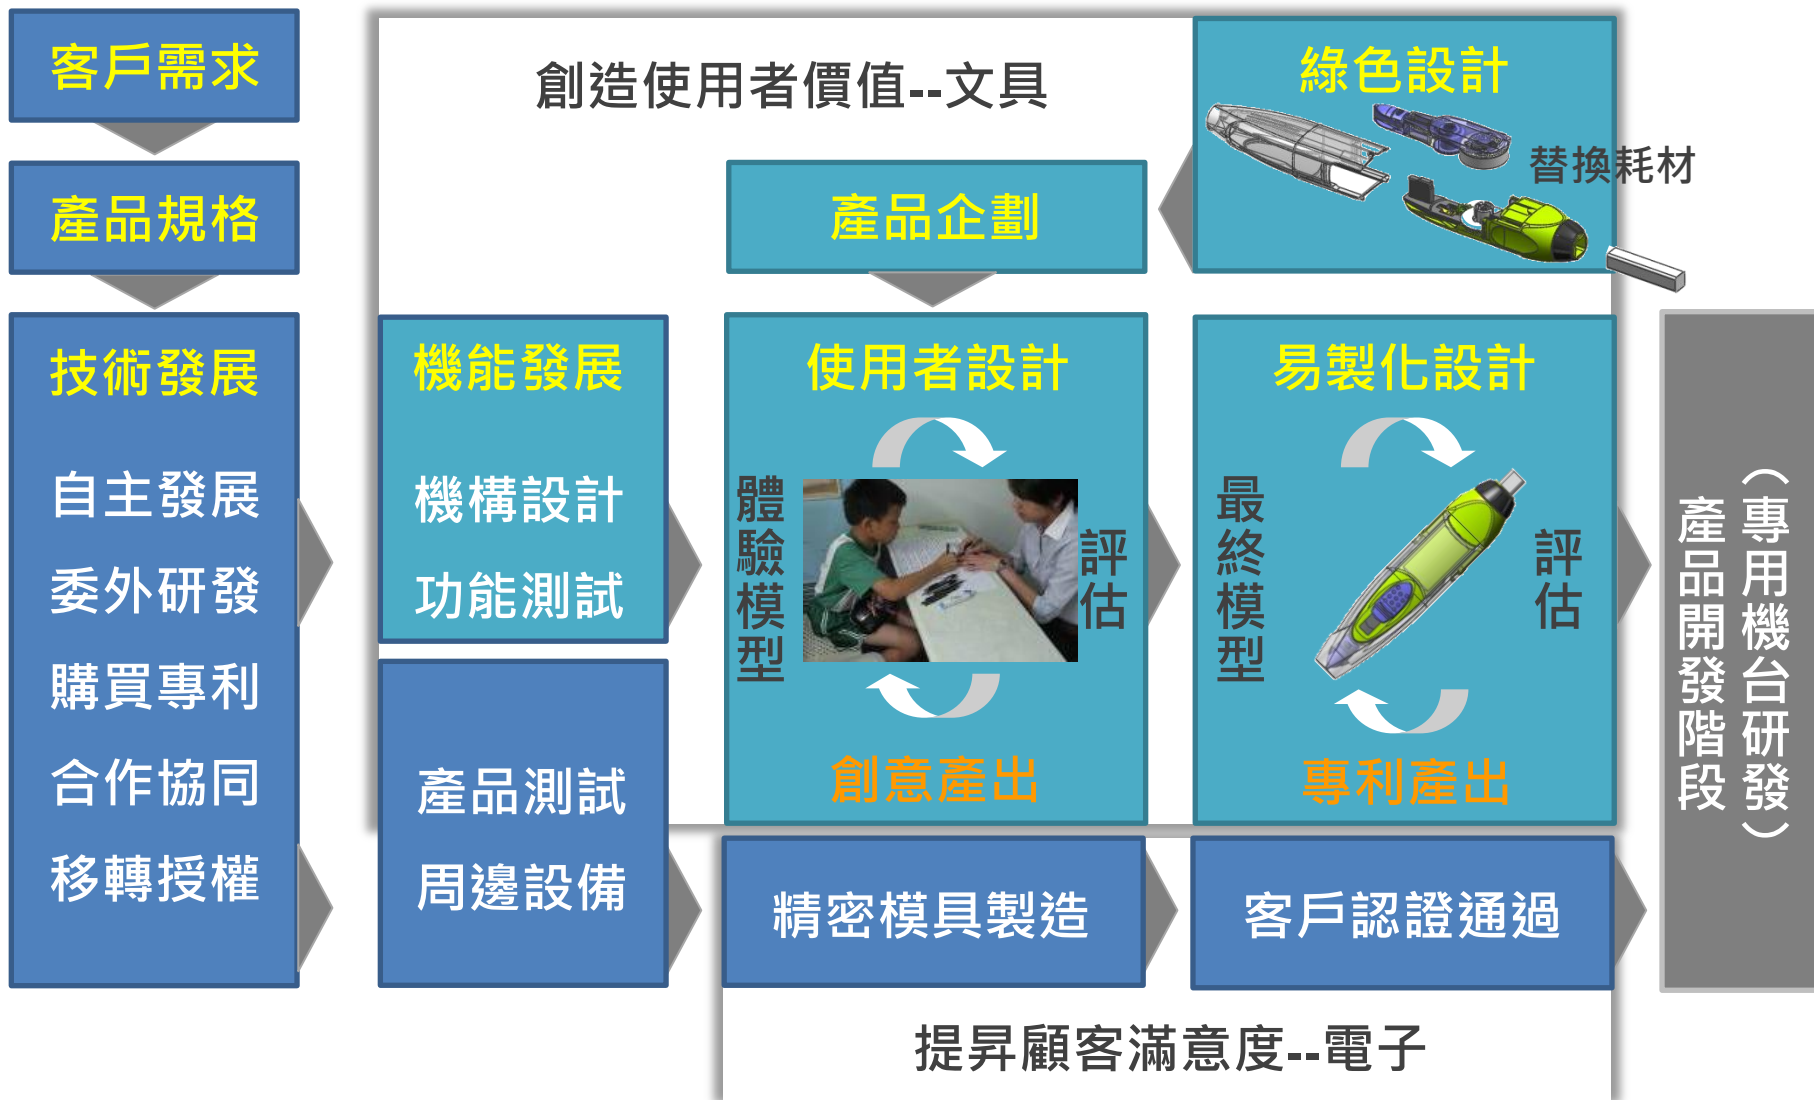 客戶需求
產品規格
技術發展
自主發展
委外研發
購買專利
合作協同
移轉授權
創造使用者價值--文具
綠色設計
替換耗材
產品企劃
機能發展
機構設計
功能測試
使用者設計
體驗模型
評估
創意產出
易製化設計
最終模型
評估
專利產出
產品測試
周邊設備
精密模具製造
客戶認證通過
提昇顧客滿意度--電子
產品開發階段
（專用機台研發）